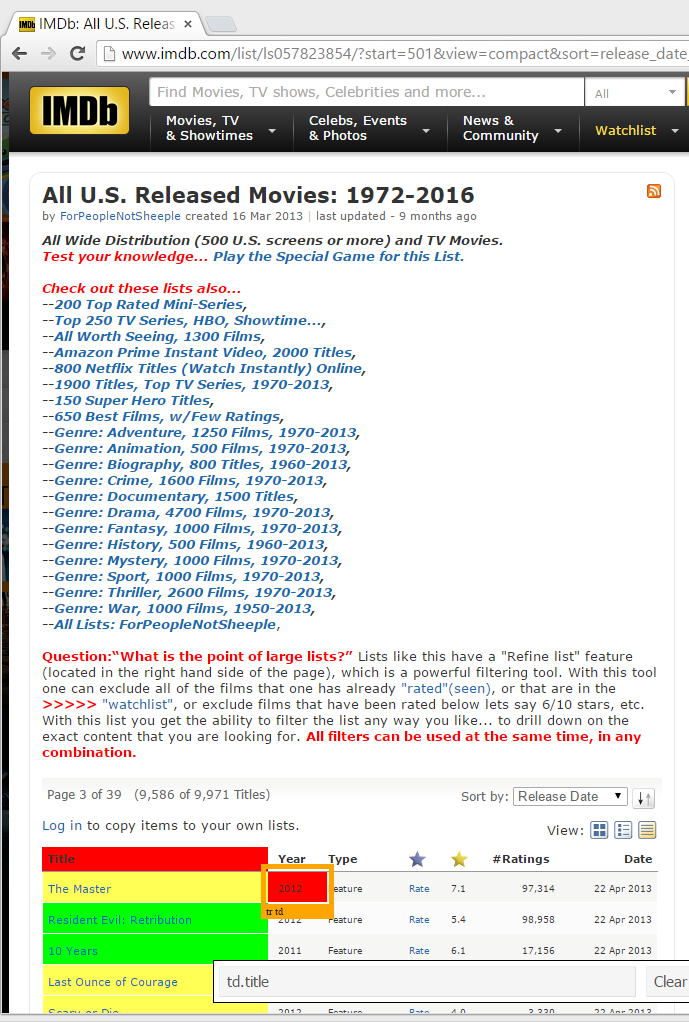 IMDb: All U.S. Releas
www.imdb.com/list/ls057823854/?start=501&view=compact&sort=release_date_
IMDb
Find Movies, TV shows, Celebrities and more...
All
Movies, TV & Showtimes
Celebs, Events & Photos
News & Community
Watchlist
All U.S. Released Movies: 1972-2016
by ForPeopleNotSheeple created 16 Mar 2013 | last updated - 9 months ago
All Wide Distribution (500 U.S. screens or more) and TV Movies.
Test your knowledge... Play the Special Game for this List.
Check out these lists also...
--200 Top Rated Mini-Series,
--Top 250 TV Series, HBO, Showtime...,
--All Worth Seeing, 1300 Films,
--Amazon Prime Instant Video, 2000 Titles,
--800 Netflix Titles (Watch Instantly) Online,
--1900 Titles, Top TV Series, 1970-2013,
--150 Super Hero Titles,
--650 Best Films, w/Few Ratings,
--Genre: Adventure, 1250 Films, 1970-2013,
--Genre: Animation, 500 Films, 1970-2013,
--Genre: Biography, 800 Titles, 1960-2013,
--Genre: Crime, 1600 Films, 1970-2013,
--Genre: Documentary, 1500 Titles,
--Genre: Drama, 4700 Films, 1970-2013,
--Genre: Fantasy, 1000 Films, 1970-2013,
--Genre: History, 500 Films, 1960-2013,
--Genre: Mystery, 1000 Films, 1970-2013,
--Genre: Sport, 1000 Films, 1970-2013,
--Genre: Thriller, 2600 Films, 1970-2013,
--Genre: War, 1000 Films, 1950-2013,
--All Lists: ForPeopleNotSheeple,
Question:“What is the point of large lists?” Lists like this have a "Refine list" feature
(located in the right hand side of the page), which is a powerful filtering tool. With this tool
one can exclude all of the films that one has already "rated"(seen), or that are in the
>>>>> "watchlist", or exclude films that have been rated below lets say 6/10 stars, etc.
With this list you get the ability to filter the list any way you like... to drill down on the
exact content that you are looking for. All filters can be used at the same time, in any
combination.
Page 3 of 39 (9,586 of 9,971 Titles)
Sort by: Release Date
Log in to copy items to your own lists.
View:
Title Year Type #Ratings Date
The Master 2012 Feature Rate 7.1 97,314 22 Apr 2013
tr td
Resident Evil: Retribution Feature Rate 5.4 98,958 22 Apr 2013
10 Years 2011 Feature Rate 6.1 17,156 22 Apr 2013
Last Ounce of Courage
td.title
Clear
Scary or Die 2012 Feature Rate 4.0 3,330 22 Apr 2013